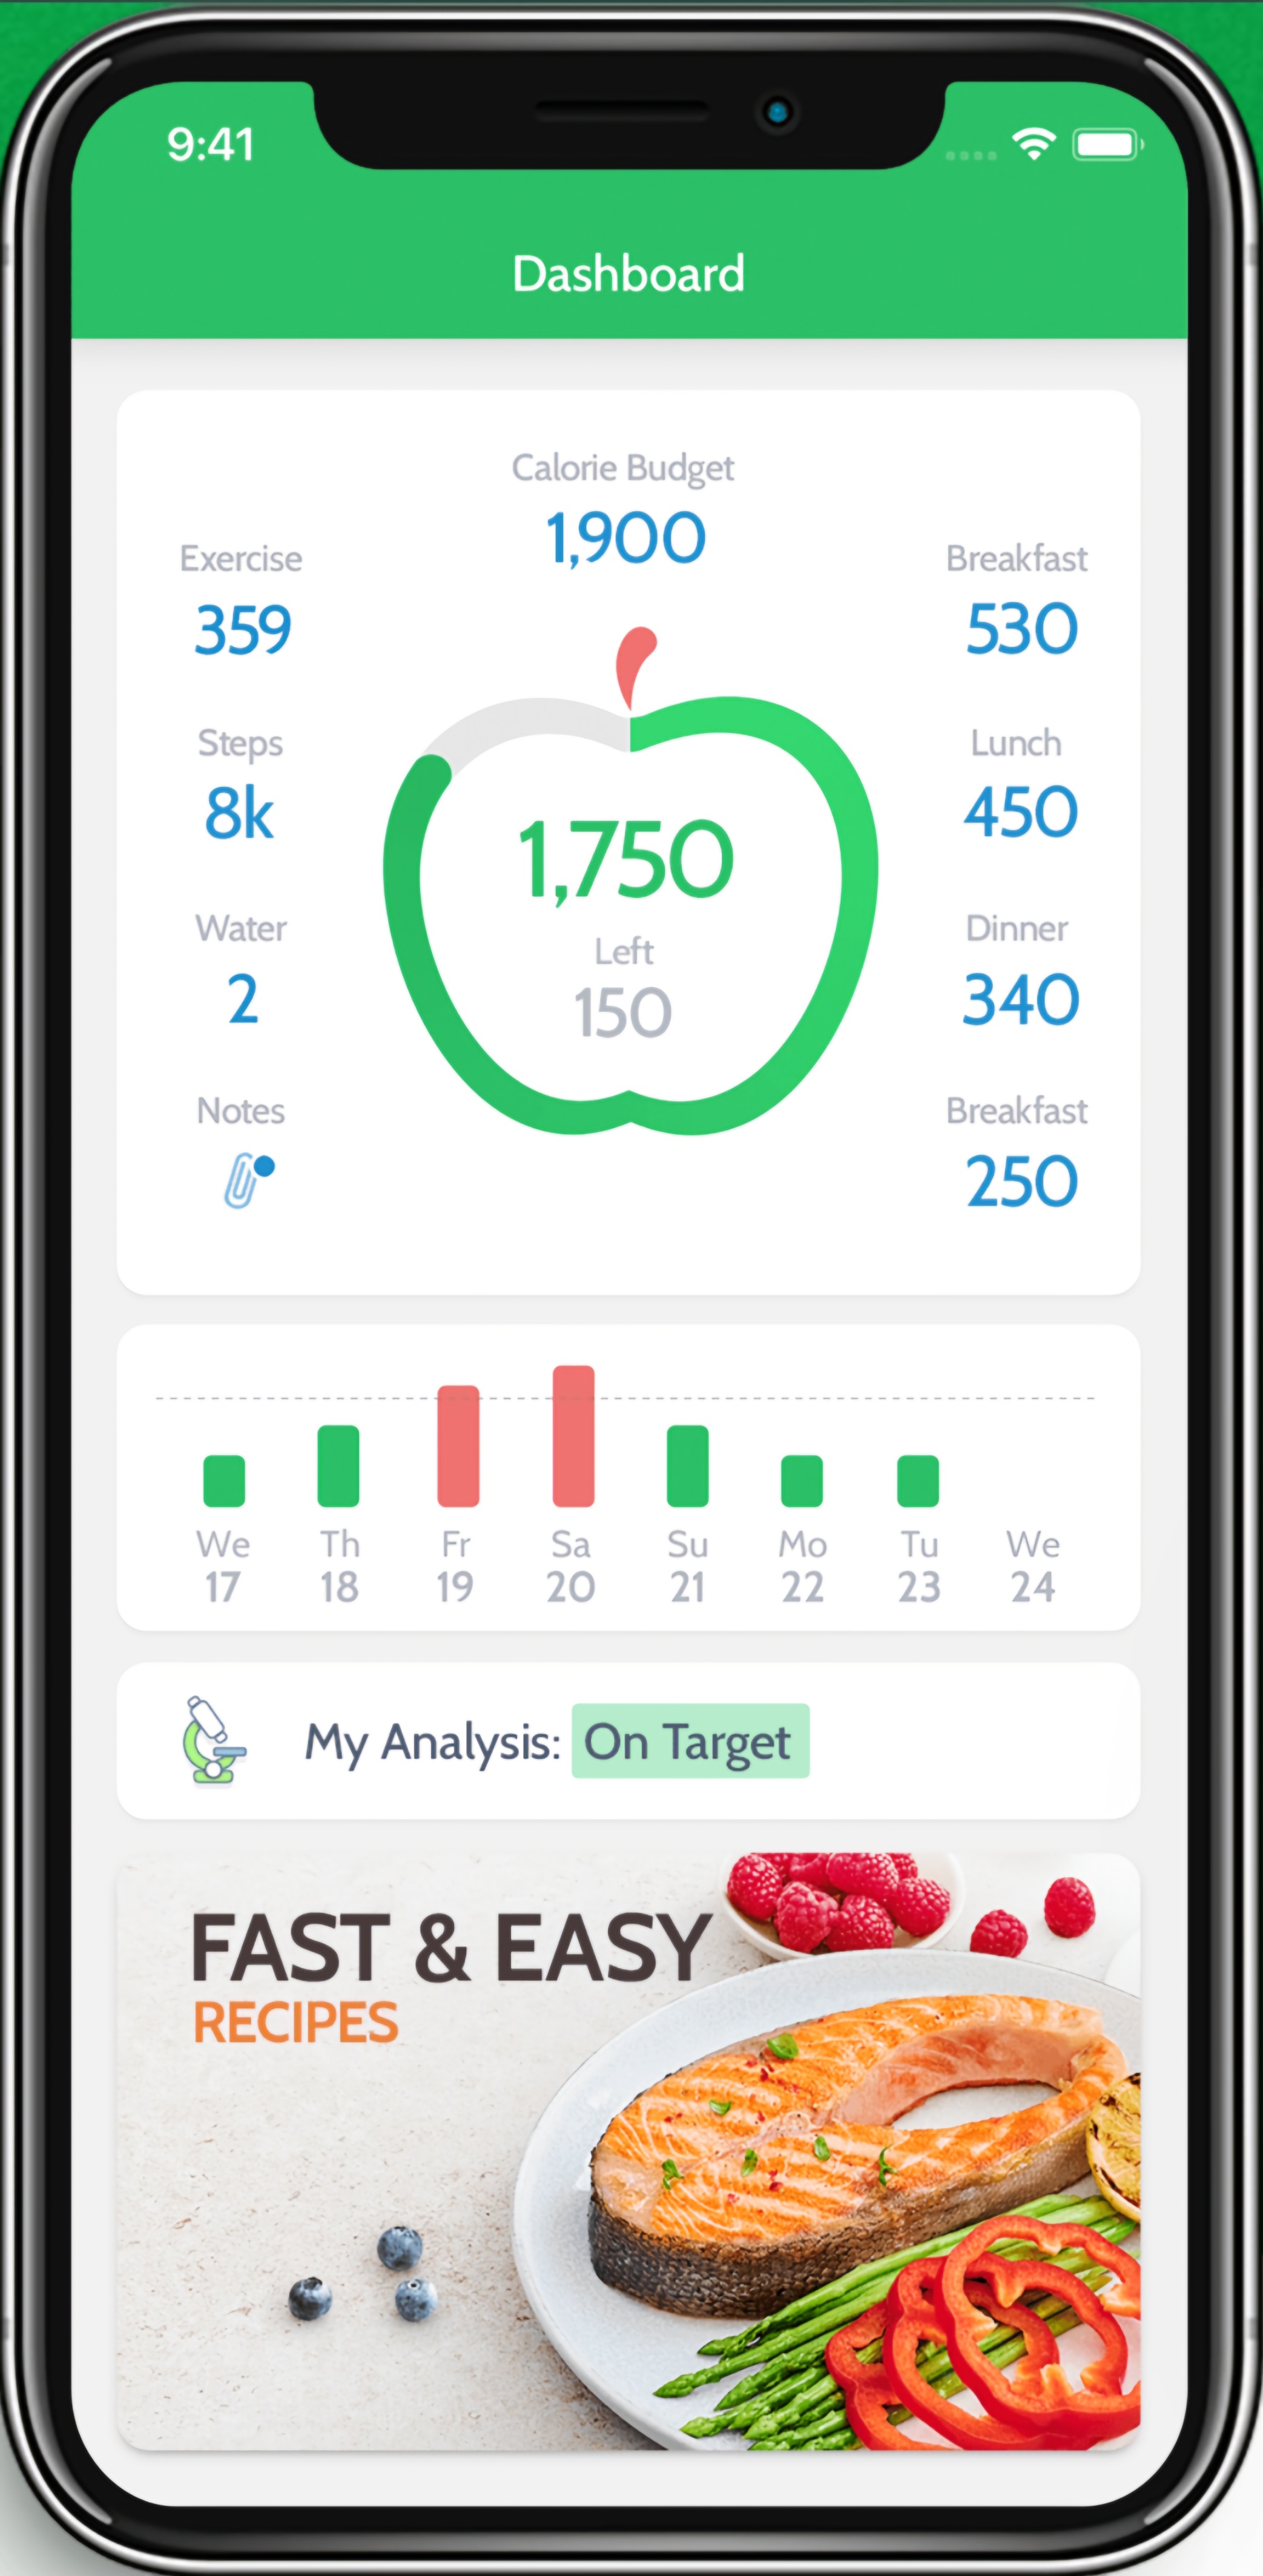 9:41
Dashboard
Calorie Budget
1,900
Exercise
359
Steps
8k
Water
2
Notes
1,750
Left
150
Breakfast
530
Lunch
450
Dinner
340
Breakfast
250
We Th Fr Sa Su Mo Tu We
17 18 19 20 21 22 23 24
My Analysis: On Target
FAST & EASY
RECIPES